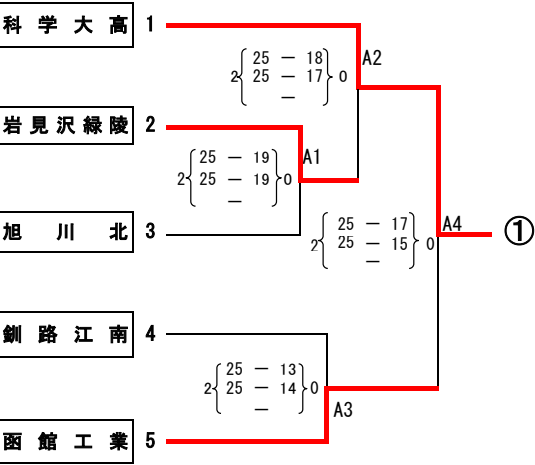 科学大高 1
A2
25 — 18
2 25 — 17 0
—
岩見沢緑陵 2
A1
25 — 19
2 25 — 19 0
—
旭川北 3
A4
①
25 — 17
2 25 — 15 0
—
釧路江南 4
25 — 13
2 25 — 14 0
—
A3
函館工業 5